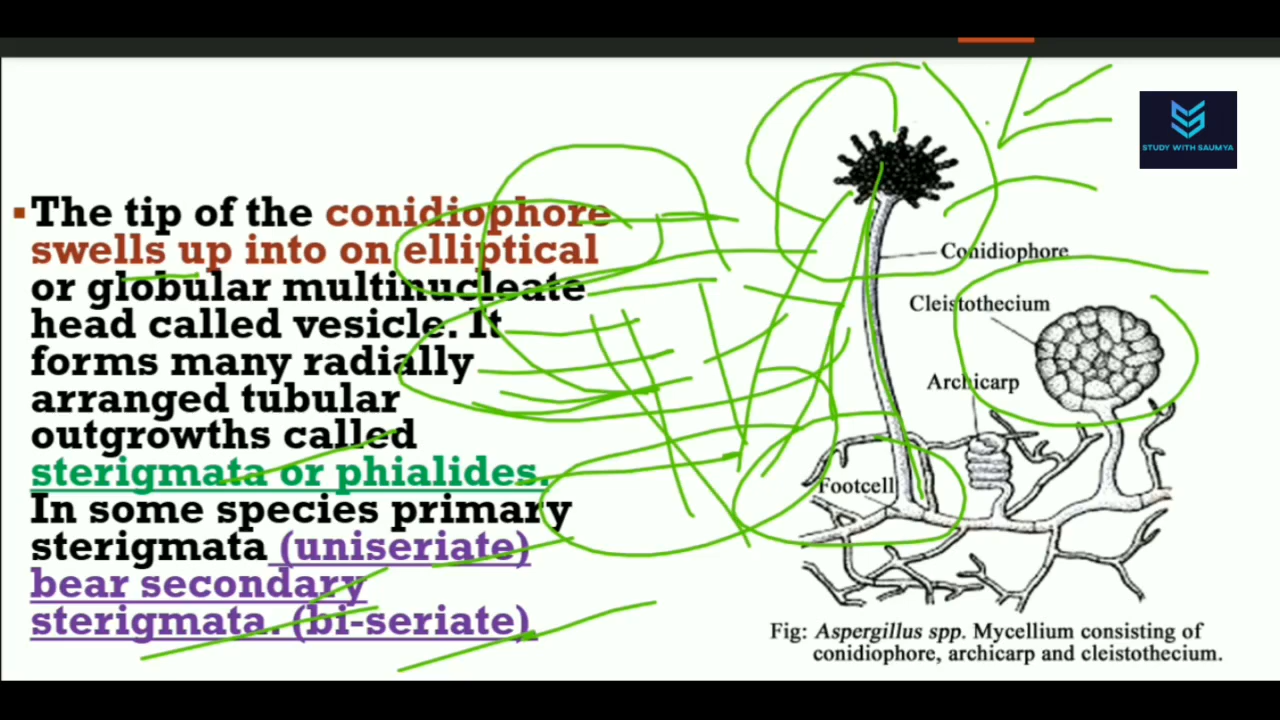 STUDY WITH SAUMYA
▪The tip of the conidiophore
swells up into on elliptical
or globular multinucleate
head called vesicle. It
forms many radially
arranged tubular
outgrowths called
sterigmata or phialides.
In some species primary
sterigmata (uniseriate)
bear secondary
sterigmata. (bi-seriate)
Conidiophore
Cleistothecium
Archicarp
Footcell
Fig: Aspergillus spp. Mycellium consisting of
conidiophore, archicarp and cleistothecium.